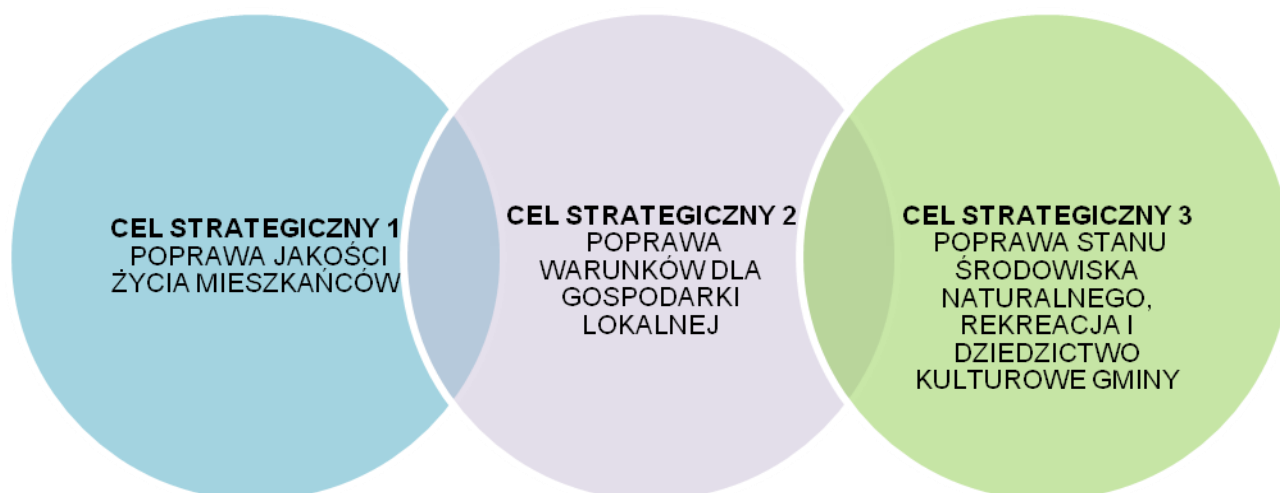 CEL STRATEGICZNY 1
POPRAWA JAKOŚCI
ŻYCIA MIESZKAŃCÓW
CEL STRATEGICZNY 2
POPRAWA
WARUNKÓW DLA
GOSPODARKI
LOKALNEJ
CEL STRATEGICZNY 3
POPRAWA STANU
ŚRODOWISKA
NATURALNEGO,
REKREACJA I
DZIEDZICTWO
KULTUROWE GMINY